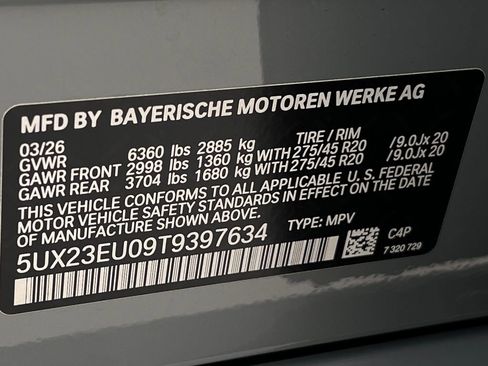 MFD BY BAYERISCHE MOTOREN WERKE AG
03/26 TIRE / RIM
GVWR 6360 lbs 2885 kg
GAWR FRONT 2998 lbs 1360 kg WITH 275/45 R20 /9.0Jx 20
GAWR REAR 3704 lbs 1680 kg WITH 275/45 R20 /9.0Jx 20
THIS VEHICLE CONFORMS TO ALL APPLICABLE U. S. FEDERAL
MOTOR VEHICLE SAFETY STANDARDS IN EFFECT ON THE DATE
OF MANUFACTURE SHOWN ABOVE.
5UX23EU09T9397634 TYPE: MPV
C4P
7 320 729